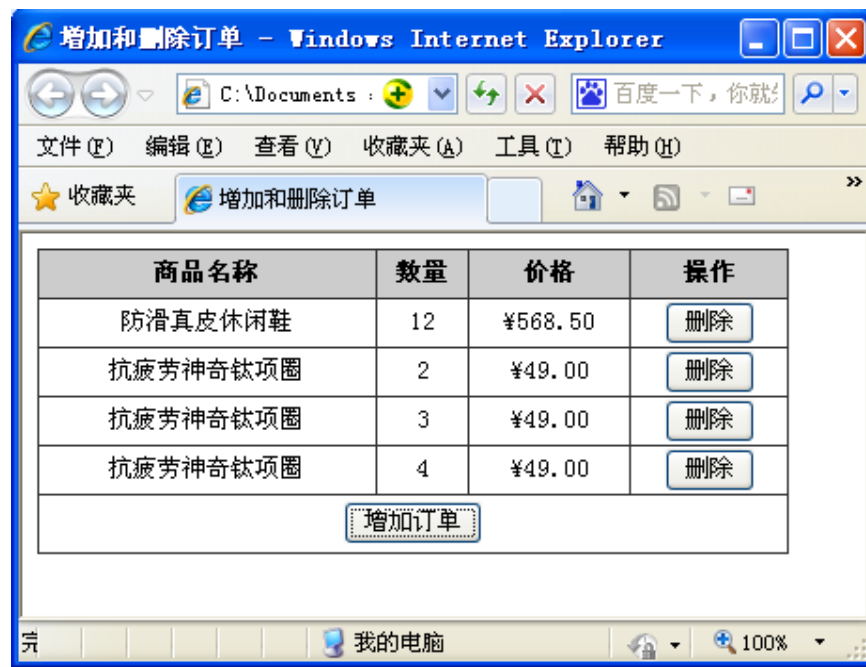 增加和删除订单 - Windows Internet Explorer
C:\Documents 百度一下,你就
文件(F) 编辑(E) 查看(V) 收藏夹(A) 工具(T) 帮助(H)
收藏夹 增加和删除订单 »
商品名称 数量 价格 操作
防滑真皮休闲鞋 12 ¥568.50 删除
抗疲劳神奇钛项圈 2 ¥49.00 删除
抗疲劳神奇钛项圈 3 ¥49.00 删除
抗疲劳神奇钛项圈 4 ¥49.00 删除
增加订单
完 我的电脑 100%